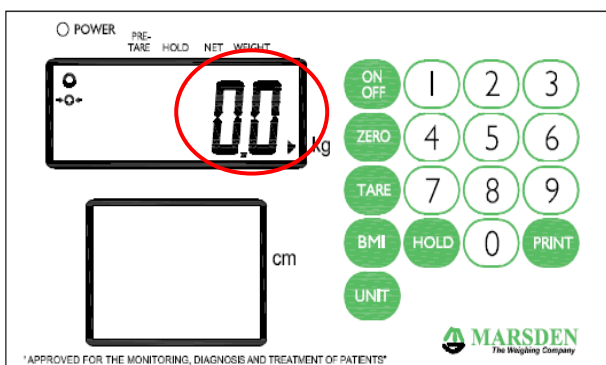 POWER
PRE-
TARE HOLD NET WEIGHT
0.0
kg
cm
ON
OFF
1 2 3
ZERO 4 5 6
TARE 7 8 9
BMI HOLD 0 PRINT
UNIT
MARSDEN
The Weighing Company
"APPROVED FOR THE MONITORING, DIAGNOSIS AND TREATMENT OF PATIENTS"